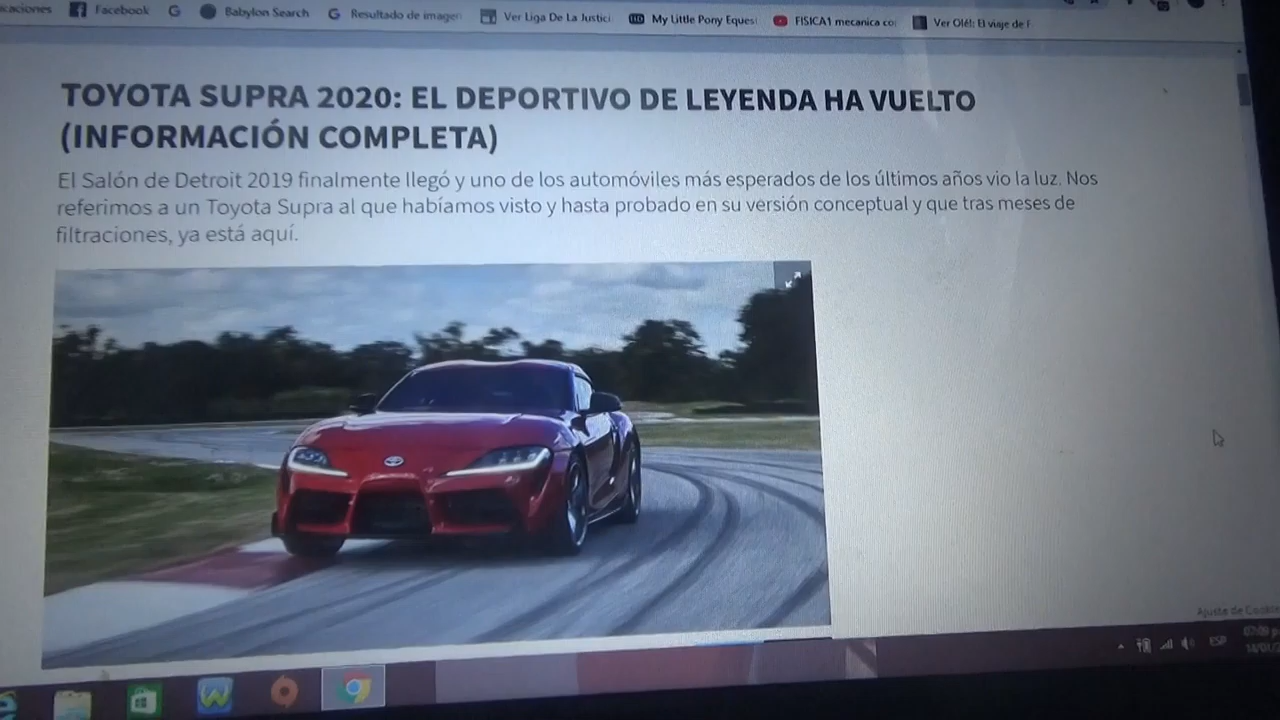 Facebook
G
Babylon Search
G Resultado de imagen
Ver Liga De La Justici
My Little Pony Equest
FISICA1 mecanica co
Ver Olé!: El viaje de F
TOYOTA SUPRA 2020: EL DEPORTIVO DE LEYENDA HA VUELTO
(INFORMACIÓN COMPLETA)
El Salón de Detroit 2019 finalmente llegó y uno de los automóviles más esperados de los últimos años vio la luz. Nos
referimos a un Toyota Supra al que habíamos visto y hasta probado en su versión conceptual y que tras meses de
filtraciones, ya está aquí.
Ajuste de Cookie
ESP